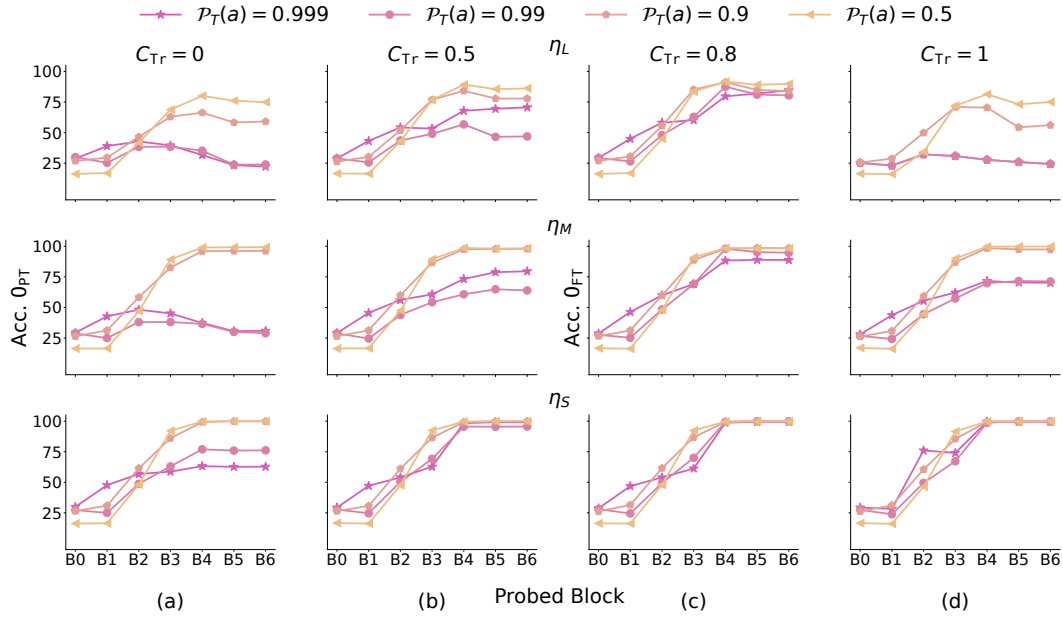 𝒫_T(a) = 0.999 𝒫_T(a) = 0.99 𝒫_T(a) = 0.9 𝒫_T(a) = 0.5
η_L
C_Tr = 0 C_Tr = 0.5 C_Tr = 0.8 C_Tr = 1
100
75
50
25
η_M
100
75
50
25
Acc. 0_PT
Acc. 0_FT
η_S
100
75
50
25
B0 B1 B2 B3 B4 B5 B6 B0 B1 B2 B3 B4 B5 B6 B0 B1 B2 B3 B4 B5 B6 B0 B1 B2 B3 B4 B5 B6
Probed Block
(a) (b) (c) (d)